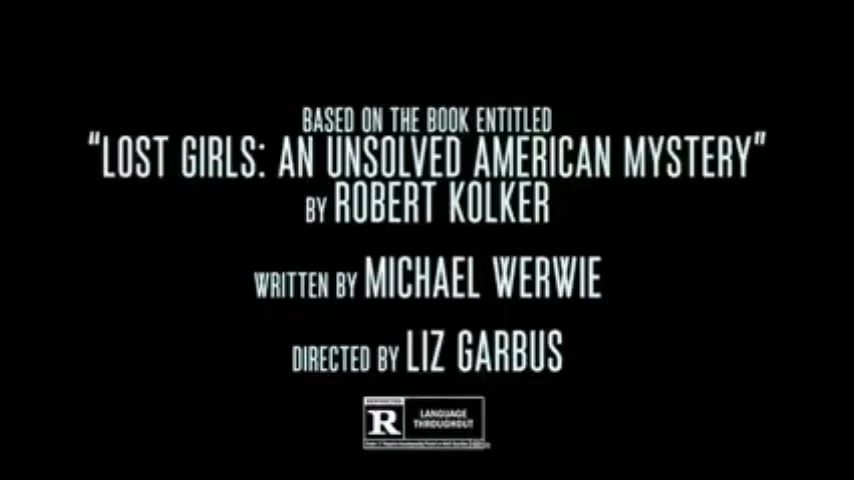 BASED ON THE BOOK ENTITLED
"LOST GIRLS: AN UNSOLVED AMERICAN MYSTERY"
BY ROBERT KOLKER
WRITTEN BY MICHAEL WERWIE
DIRECTED BY LIZ GARBUS
R
LANGUAGE
THROUGHOUT